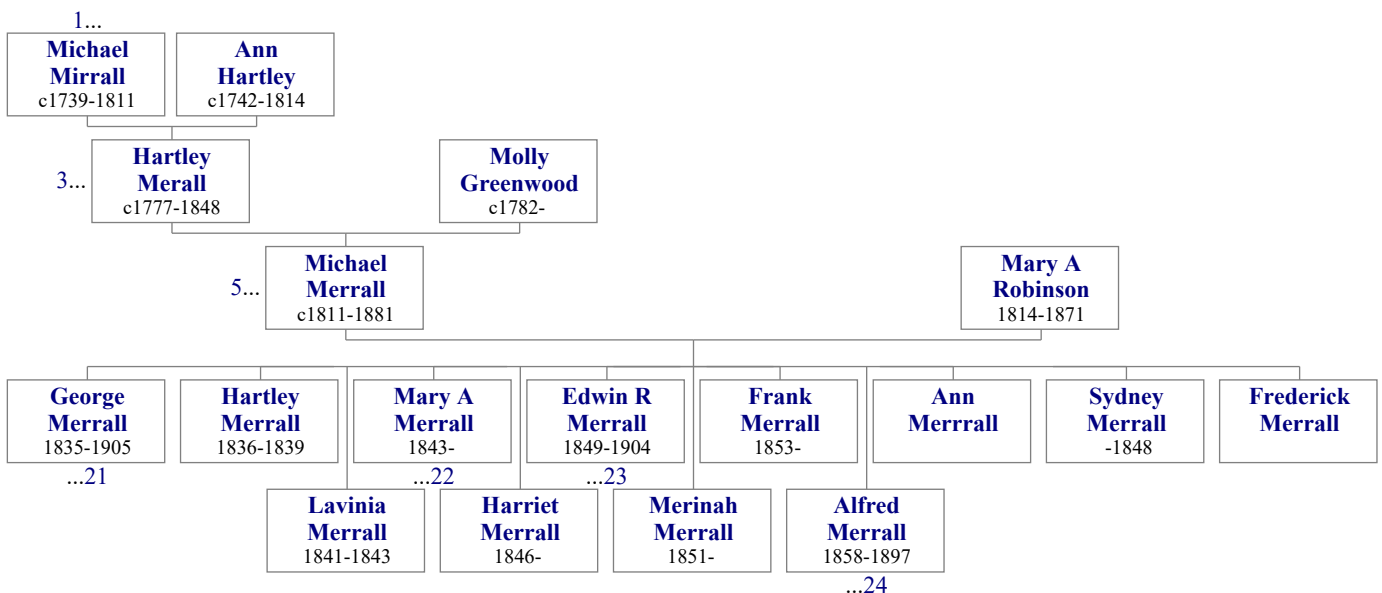 1...
Michael
Mirrall
c1739-1811
Ann
Hartley
c1742-1814
3...
Hartley
Merall
c1777-1848
Molly
Greenwood
c1782-
5...
Michael
Merrall
c1811-1881
Mary A
Robinson
1814-1871
George
Merrall
1835-1905
...21
Hartley
Merrall
1836-1839
Lavinia
Merrall
1841-1843
Mary A
Merrall
1843-
...22
Harriet
Merrall
1846-
Edwin R
Merrall
1849-1904
...23
Merinah
Merrall
1851-
Frank
Merrall
1853-
Alfred
Merrall
1858-1897
...24
Ann
Merrrall
Sydney
Merrall
-1848
Frederick
Merrall